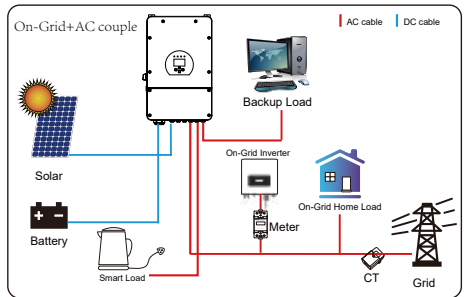 On-Grid+AC couple
AC cable
DC cable
Backup Load
Solar
On-Grid Inverter
On-Grid Home Load
Battery
Meter
Smart Load
CT
Grid